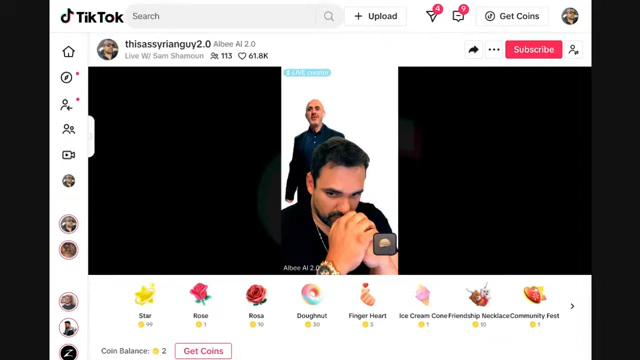 TikTok
Search
Upload
4
9
Get Coins
thisassyrianguy2.0 Albee AI 2.0
Live W/ Sam Shamoun 113 61.8K
Subscribe
LIVE creator
Albee AI 2.0
Star
99
Rose
1
Rosa
10
Doughnut
30
Finger Heart
5
Ice Cream Cone
1
Friendship Necklace
10
Community Fest
1
Coin Balance: 2
Get Coins